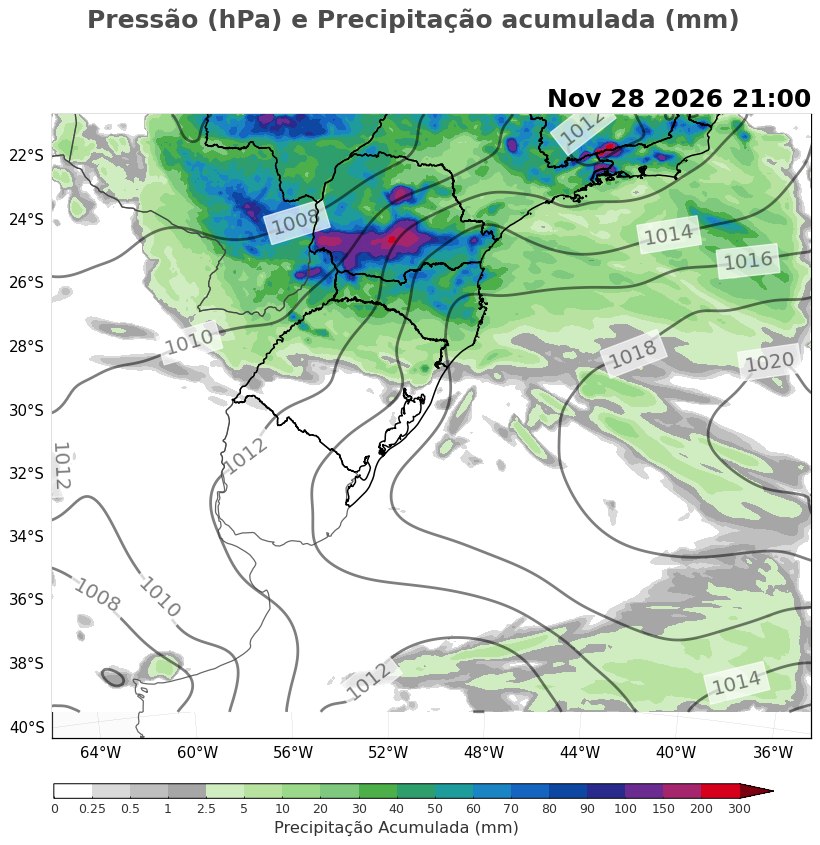 Pressão (hPa) e Precipitação acumulada (mm)
Nov 28 2026 21:00
22°S
24°S
26°S
28°S
30°S
32°S
34°S
36°S
38°S
40°S
1012
1008
1014
1016
1010
1018
1020
1012
1012
1008
1010
1012
1014
64°W 60°W 56°W 52°W 48°W 44°W 40°W 36°W
0 0.25 0.5 1 2.5 5 10 20 30 40 50 60 70 80 90 100 150 200 300
Precipitação Acumulada (mm)